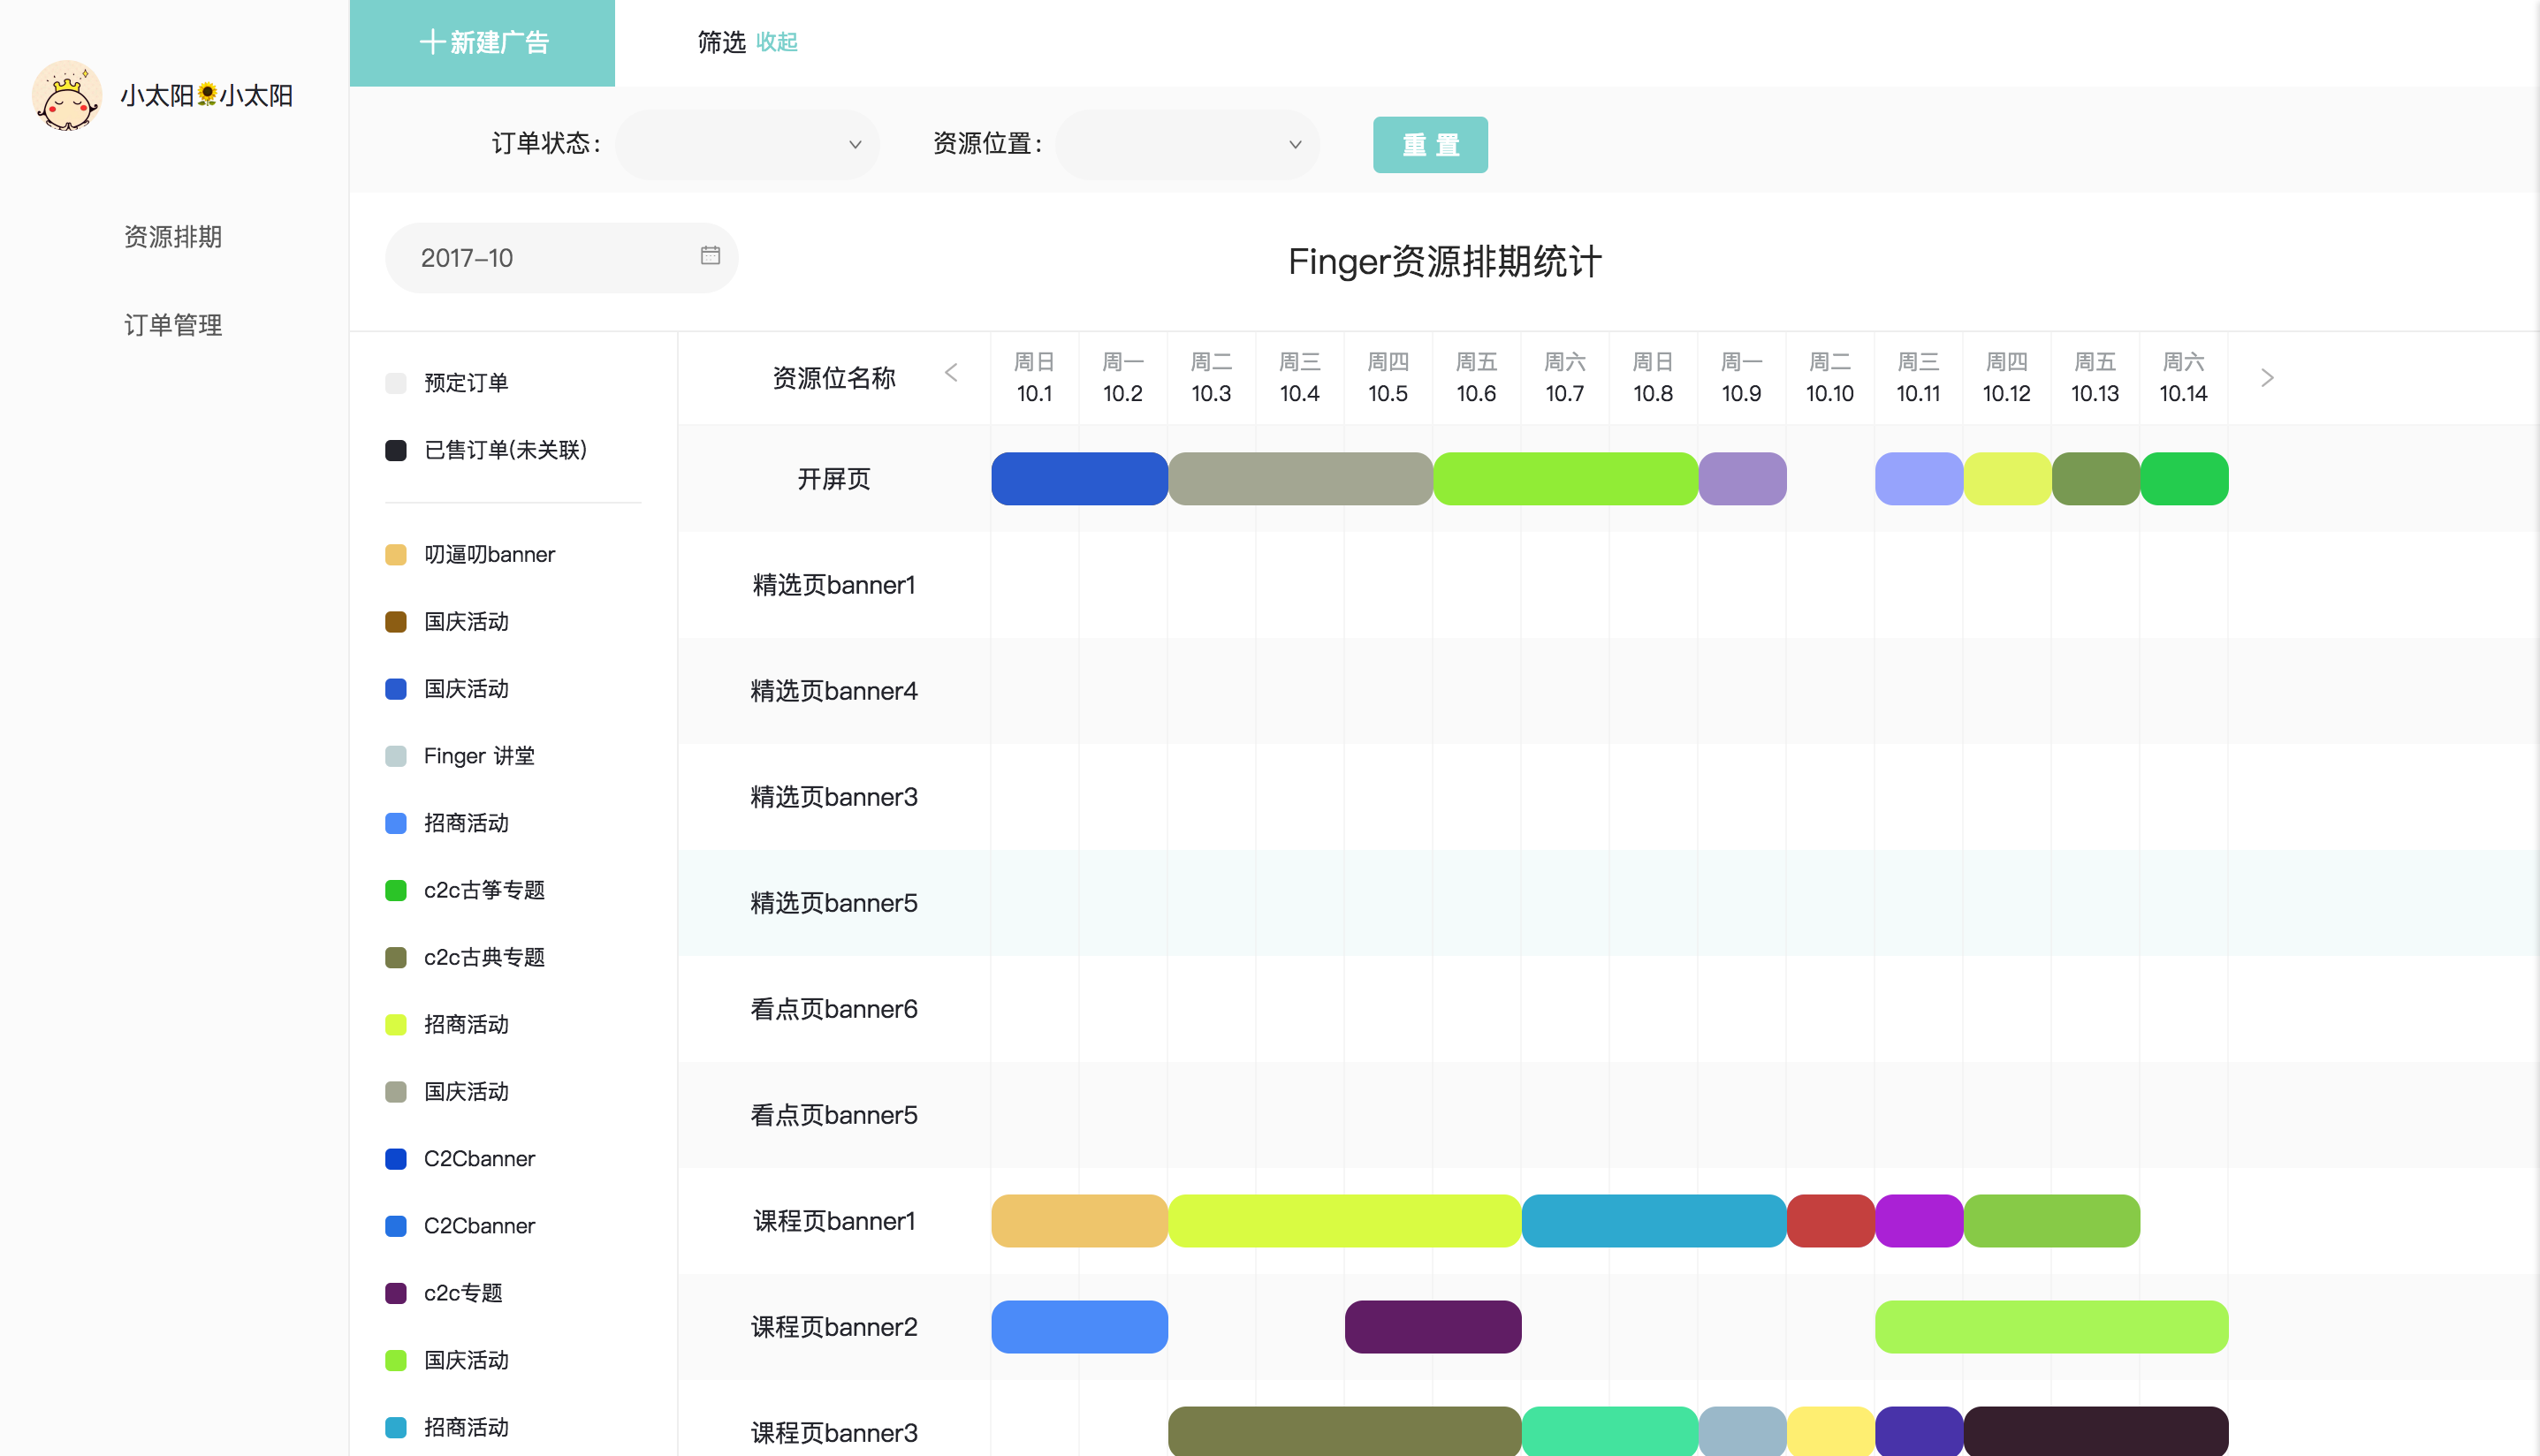 新建广告
筛选 收起
小太阳🌻小太阳
订单状态:
资源位置:
重 置
资源排期
订单管理
2017-10
Finger资源排期统计
预定订单
已售订单(未关联)
叨逼叨banner
国庆活动
国庆活动
Finger 讲堂
招商活动
c2c古筝专题
c2c古典专题
招商活动
国庆活动
C2Cbanner
C2Cbanner
c2c专题
国庆活动
招商活动
资源位名称
周日 周一 周二 周三 周四 周五 周六 周日 周一 周二 周三 周四 周五 周六
10.1 10.2 10.3 10.4 10.5 10.6 10.7 10.8 10.9 10.10 10.11 10.12 10.13 10.14
开屏页
精选页banner1
精选页banner4
精选页banner3
精选页banner5
看点页banner6
看点页banner5
课程页banner1
课程页banner2
课程页banner3